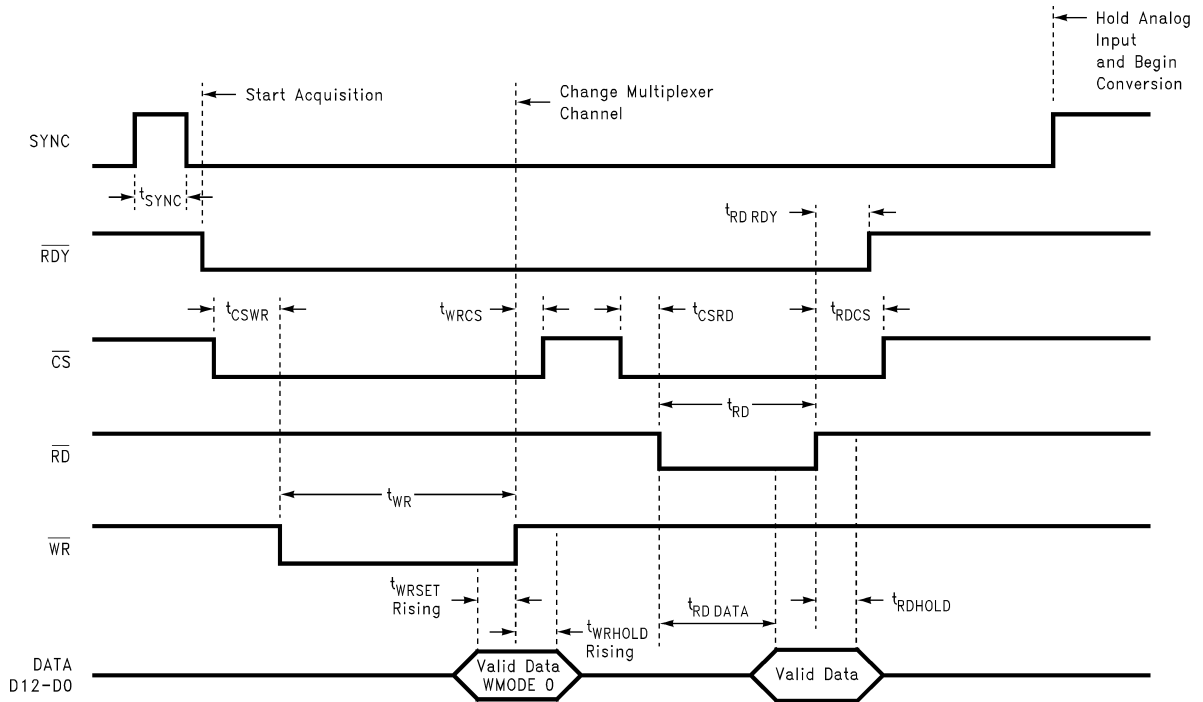 Hold Analog
Input
and Begin
Conversion
Start Acquisition
Change Multiplexer
Channel
SYNC
tSYNC
tRD RDY
RDY
tCSWR
tWRCS
tCSRD
tRDCS
CS
tRD
RD
tWR
WR
tWRSET
Rising
tWRHOLD
Rising
tRD DATA
tRDHOLD
DATA
D12-D0
Valid Data
WMODE 0
Valid Data